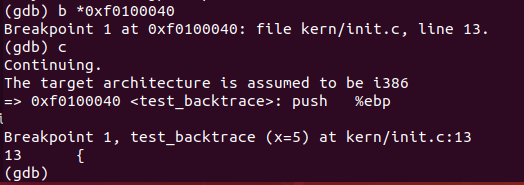 (gdb) b *0xf0100040
Breakpoint 1 at 0xf0100040: file kern/init.c, line 13.
(gdb) c
Continuing.
The target architecture is assumed to be i386
=> 0xf0100040 <test_backtrace>: push   %ebp

Breakpoint 1, test_backtrace (x=5) at kern/init.c:13
13      {
(gdb)